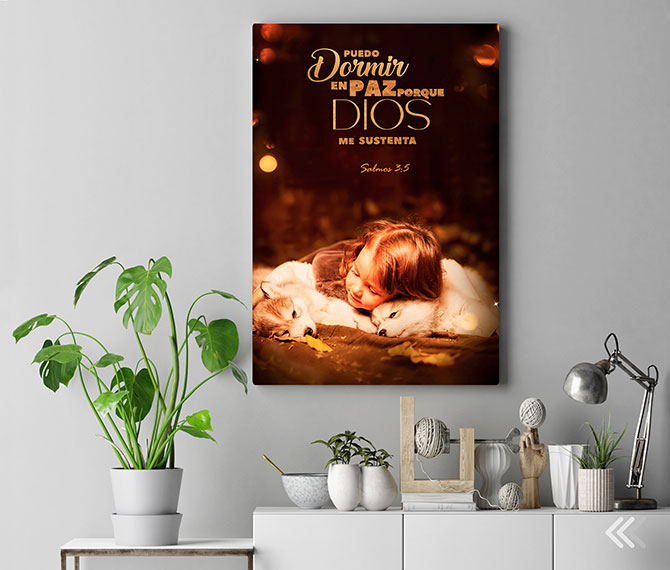 PUEDO
Dormir
EN PAZ PORQUE
DIOS
ME SUSTENTA
Salmos 3:5